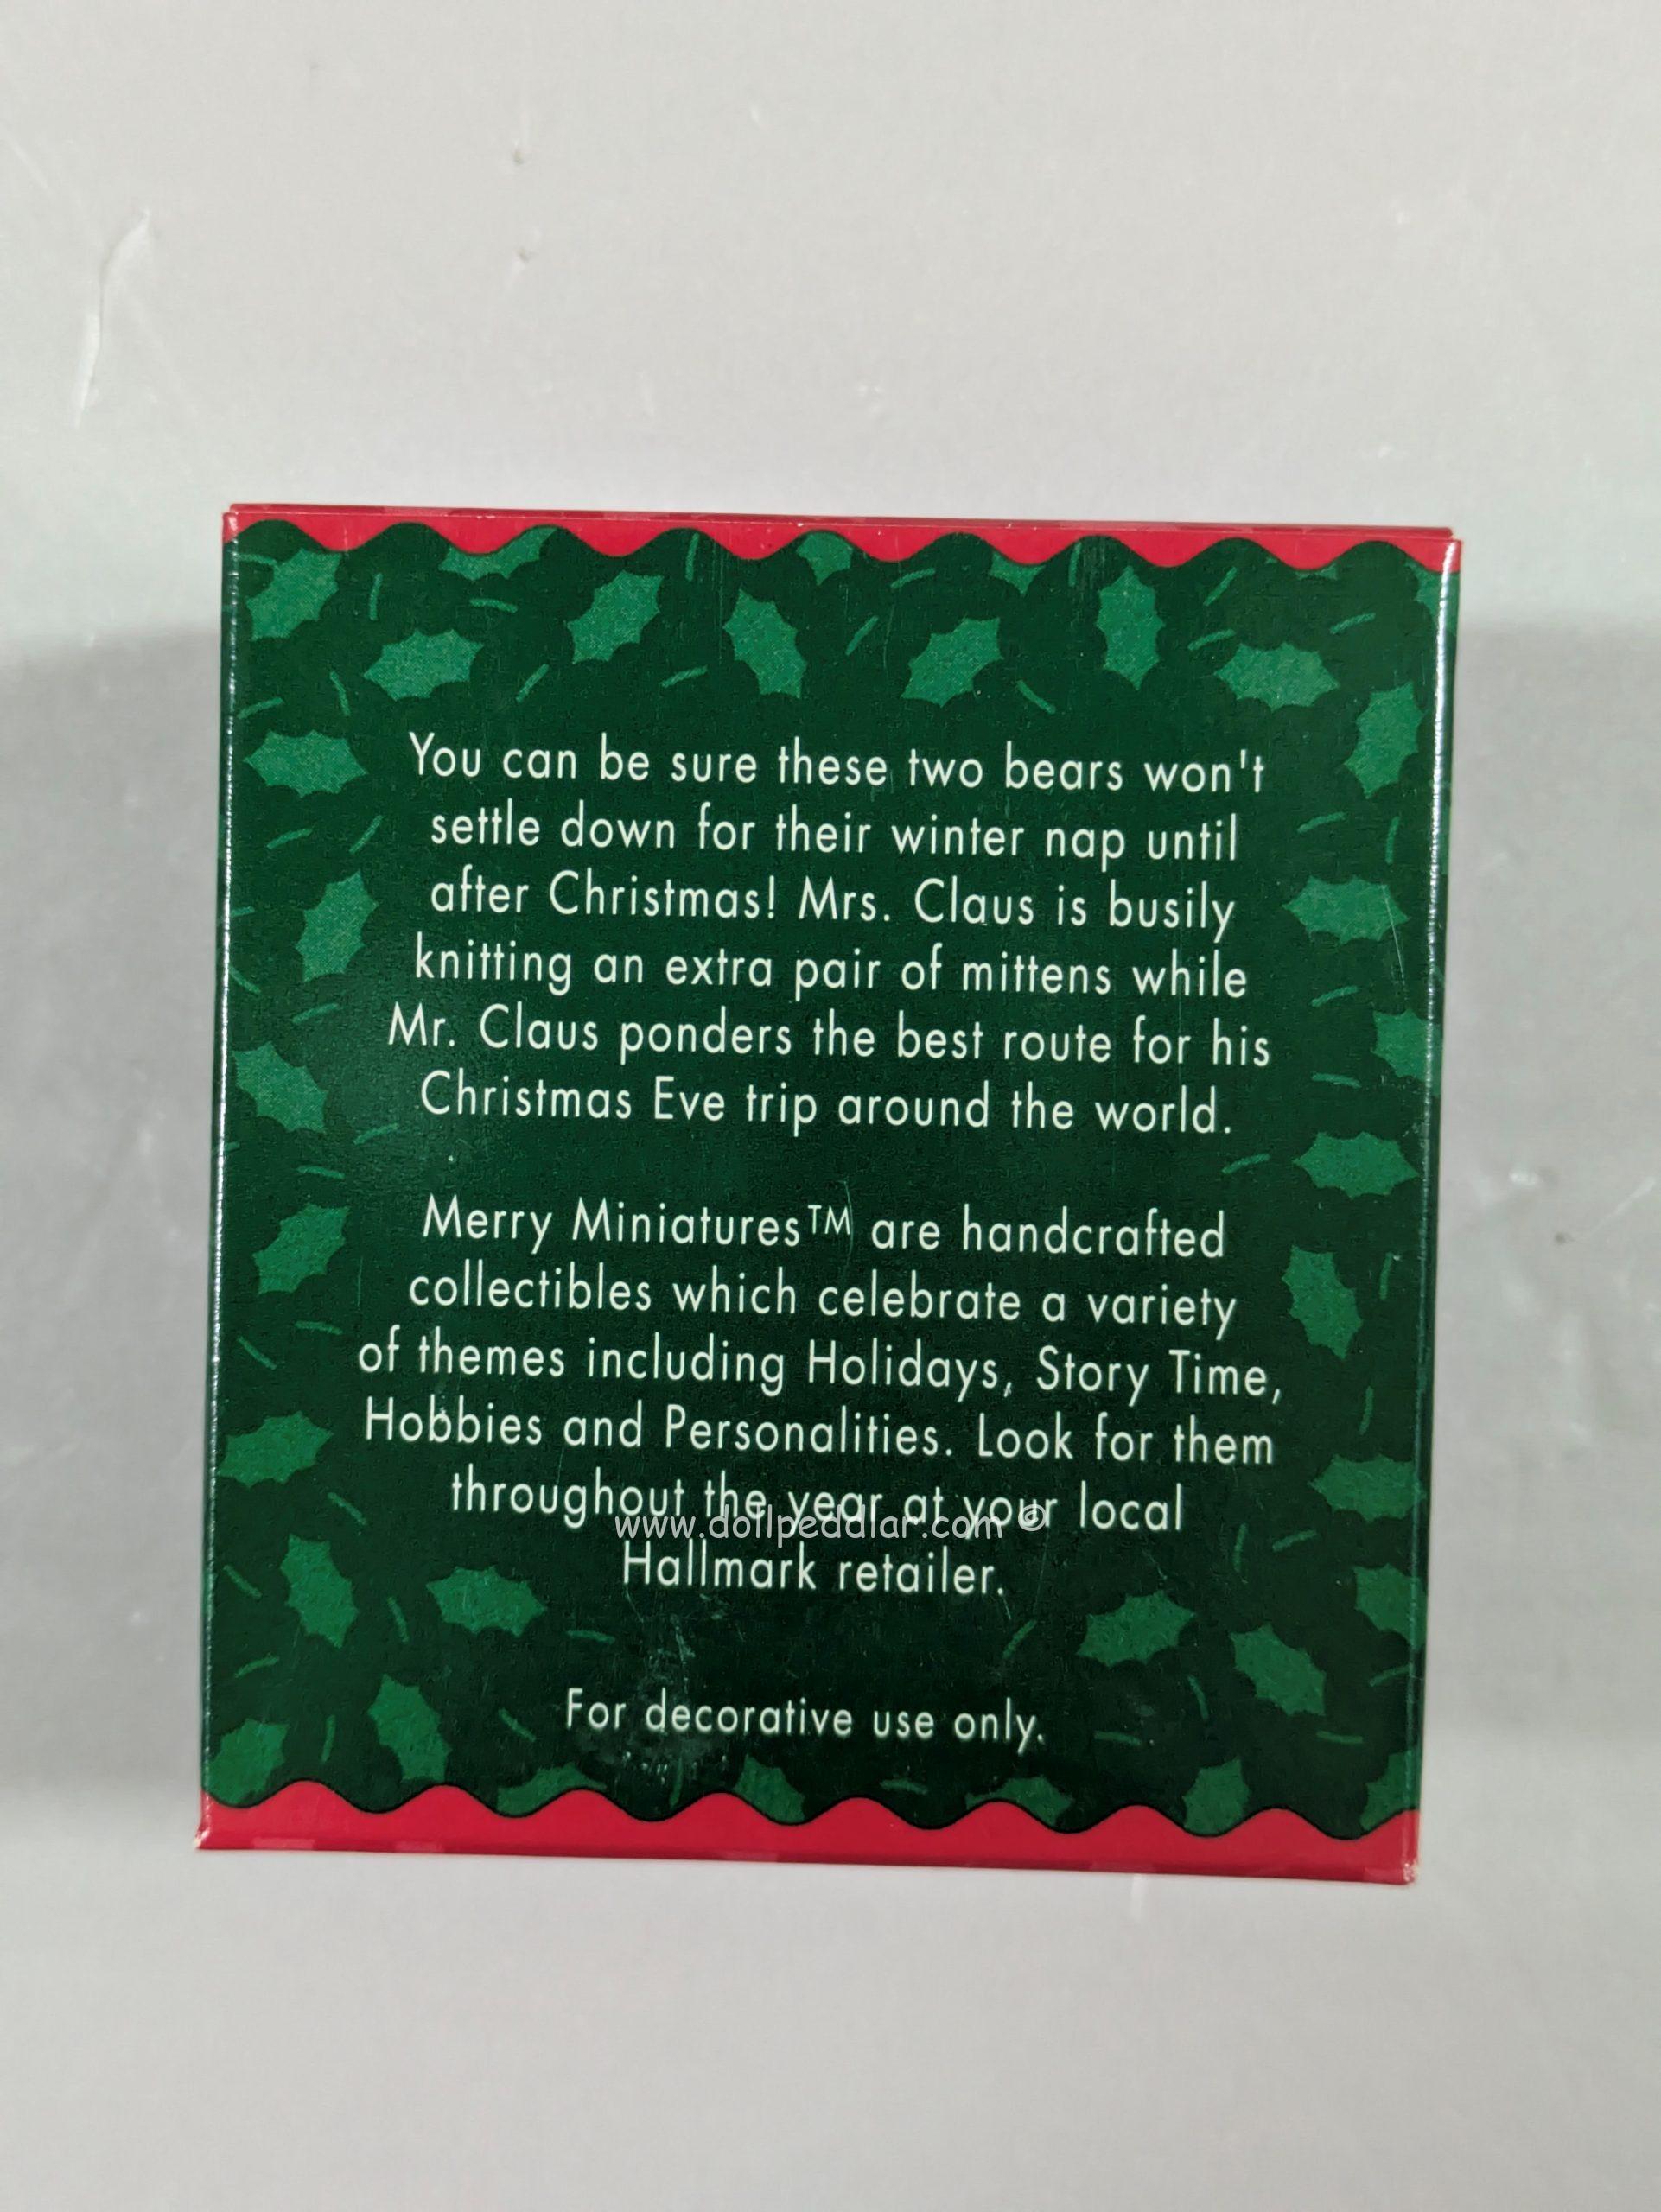 You can be sure these two bears won't
settle down for their winter nap until
after Christmas! Mrs. Claus is busily
knitting an extra pair of mittens while
Mr. Claus ponders the best route for his
Christmas Eve trip around the world.
Merry Miniatures™ are handcrafted
collectibles which celebrate a variety
of themes including Holidays, Story Time,
Hobbies and Personalities. Look for them
throughout the year at your local
www.dollpeddlar.com ©
Hallmark retailer.
For decorative use only.